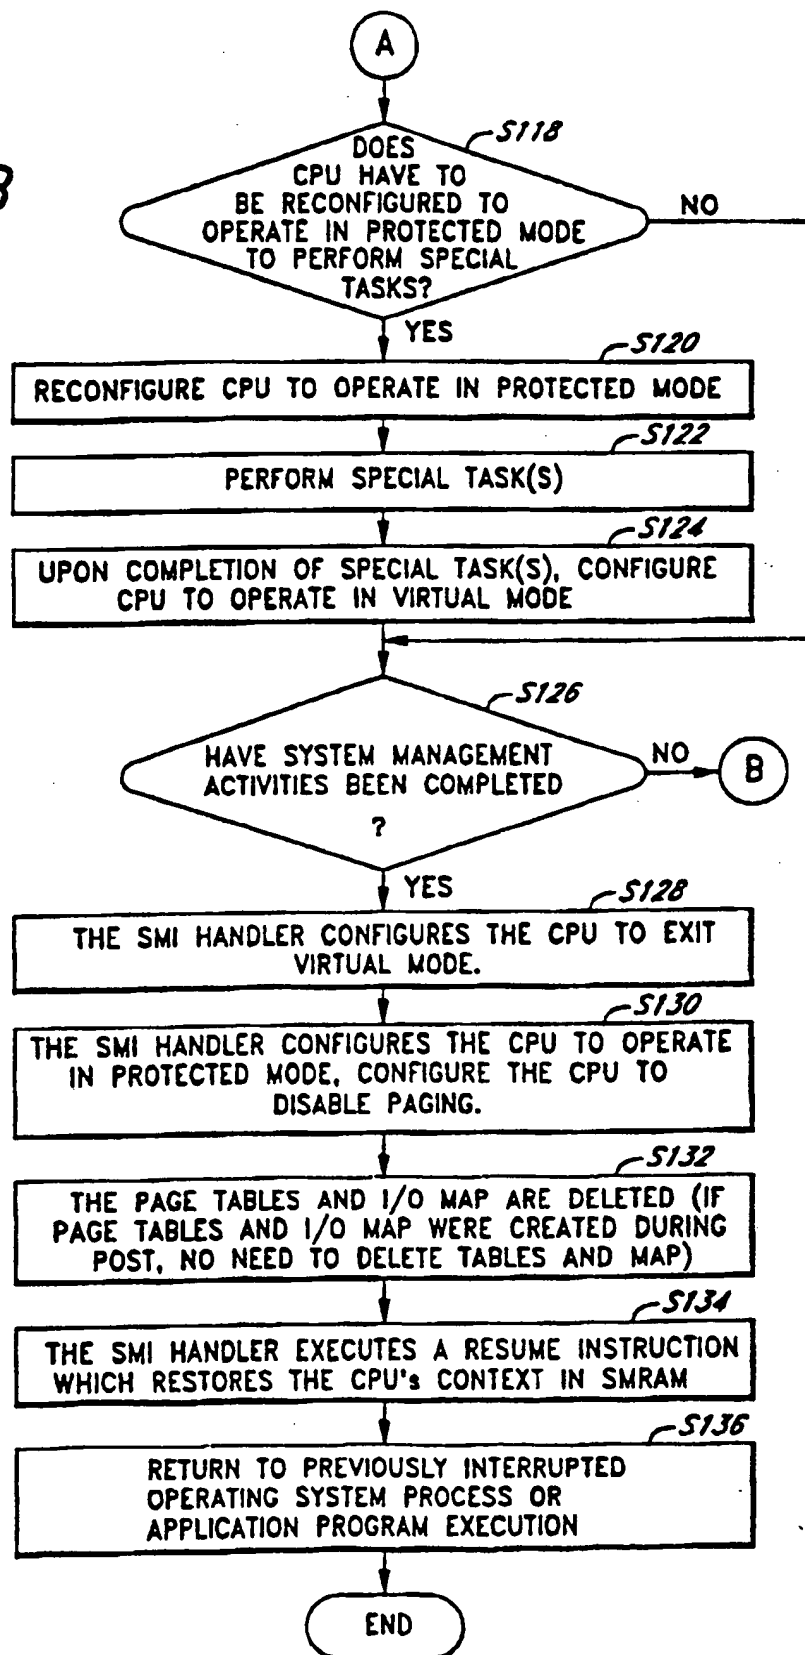 A
S118
DOES
CPU HAVE TO
BE RECONFIGURED TO
OPERATE IN PROTECTED MODE
TO PERFORM SPECIAL
TASKS?
NO
YES
S120
RECONFIGURE CPU TO OPERATE IN PROTECTED MODE
S122
PERFORM SPECIAL TASK(S)
S124
UPON COMPLETION OF SPECIAL TASK(S), CONFIGURE
CPU TO OPERATE IN VIRTUAL MODE
S126
HAVE SYSTEM MANAGEMENT
ACTIVITIES BEEN COMPLETED
?
NO
B
YES
S128
THE SMI HANDLER CONFIGURES THE CPU TO EXIT
VIRTUAL MODE.
S130
THE SMI HANDLER CONFIGURES THE CPU TO OPERATE
IN PROTECTED MODE, CONFIGURE THE CPU TO
DISABLE PAGING.
S132
THE PAGE TABLES AND I/O MAP ARE DELETED (IF
PAGE TABLES AND I/O MAP WERE CREATED DURING
POST, NO NEED TO DELETE TABLES AND MAP)
S134
THE SMI HANDLER EXECUTES A RESUME INSTRUCTION
WHICH RESTORES THE CPU's CONTEXT IN SMRAM
S136
RETURN TO PREVIOUSLY INTERRUPTED
OPERATING SYSTEM PROCESS OR
APPLICATION PROGRAM EXECUTION
END